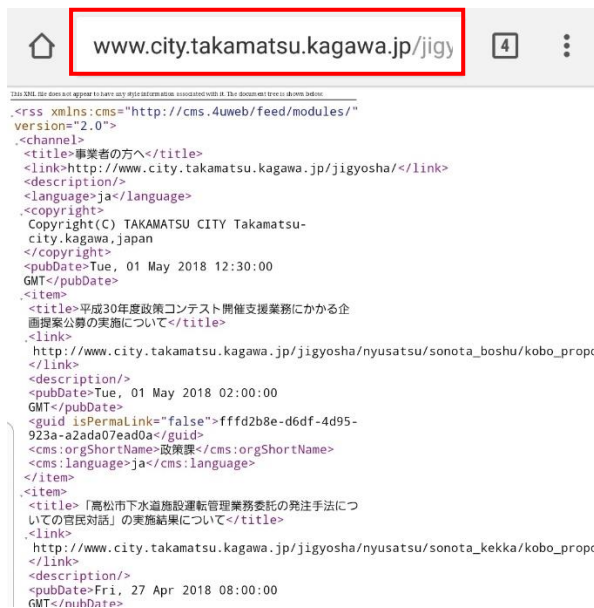 www.city.takamatsu.kagawa.jp/jigy
4
This XML file does not appear to have any style information associated with it. The document tree is shown below.
<rss xmlns:cms="http://cms.4uweb/feed/modules/"
version="2.0">
<channel>
<title>事業者の方へ</title>
<link>http://www.city.takamatsu.kagawa.jp/jigyosha/</link>
<description/>
<language>ja</language>
<copyright>
Copyright(C) TAKAMATSU CITY Takamatsu-
city.kagawa,japan
</copyright>
<pubDate>Tue, 01 May 2018 12:30:00
GMT</pubDate>
<item>
<title>平成30年度政策コンテスト開催支援業務にかかる企
画提案公募の実施について</title>
<link>
http://www.city.takamatsu.kagawa.jp/jigyosha/nyusatsu/sonota_boshu/kobo_propo
</link>
<description/>
<pubDate>Tue, 01 May 2018 02:00:00
GMT</pubDate>
<guid isPermaLink="false">fffd2b8e-d6df-4d95-
923a-a2ada07ead0a</guid>
<cms:orgShortName>政策課</cms:orgShortName>
<cms:language>ja</cms:language>
</item>
<item>
<title>「高松市下水道施設運転管理業務委託の発注手法につ
いての官民対話」の実施結果について</title>
<link>
http://www.city.takamatsu.kagawa.jp/jigyosha/nyusatsu/sonota_kekka/kobo_propo
</link>
<description/>
<pubDate>Fri, 27 Apr 2018 08:00:00
GMT</pubDate>